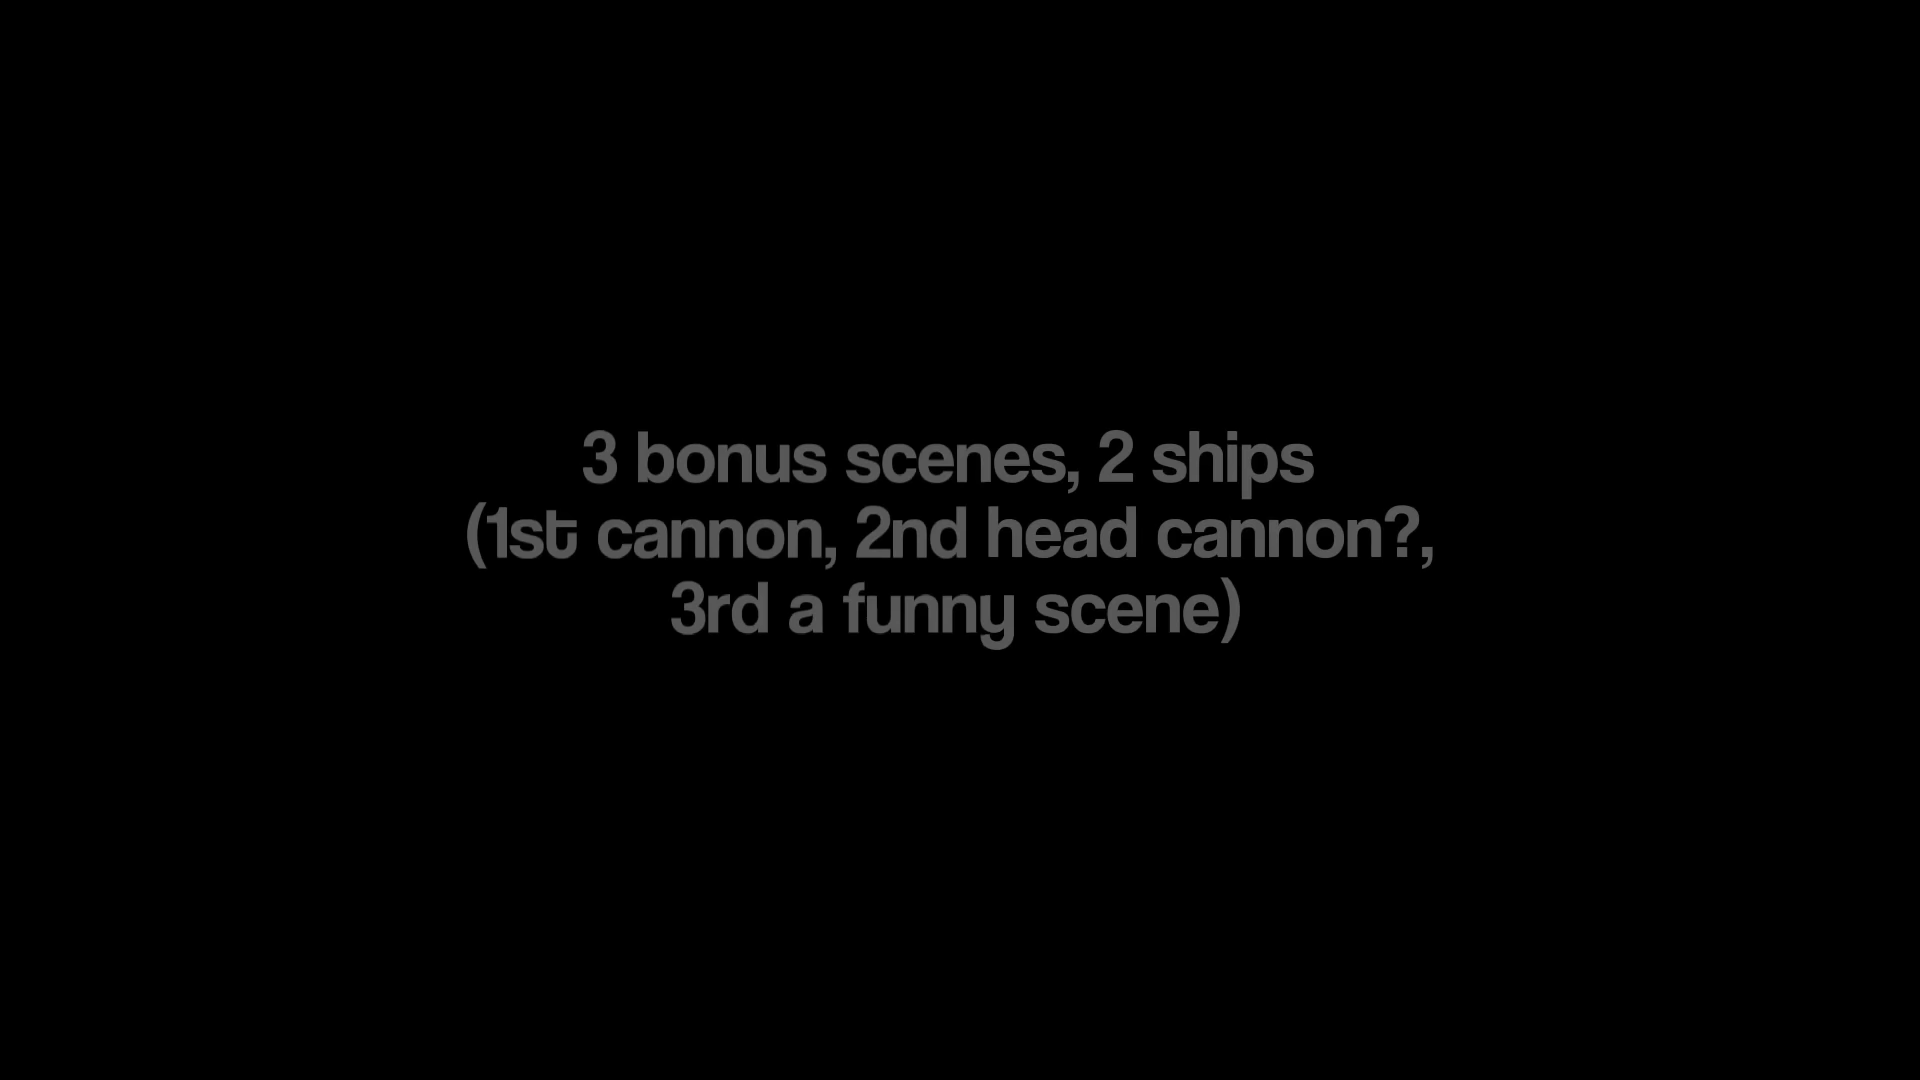 3 bonus scenes, 2 ships
(1st cannon, 2nd head cannon?,
3rd a funny scene)